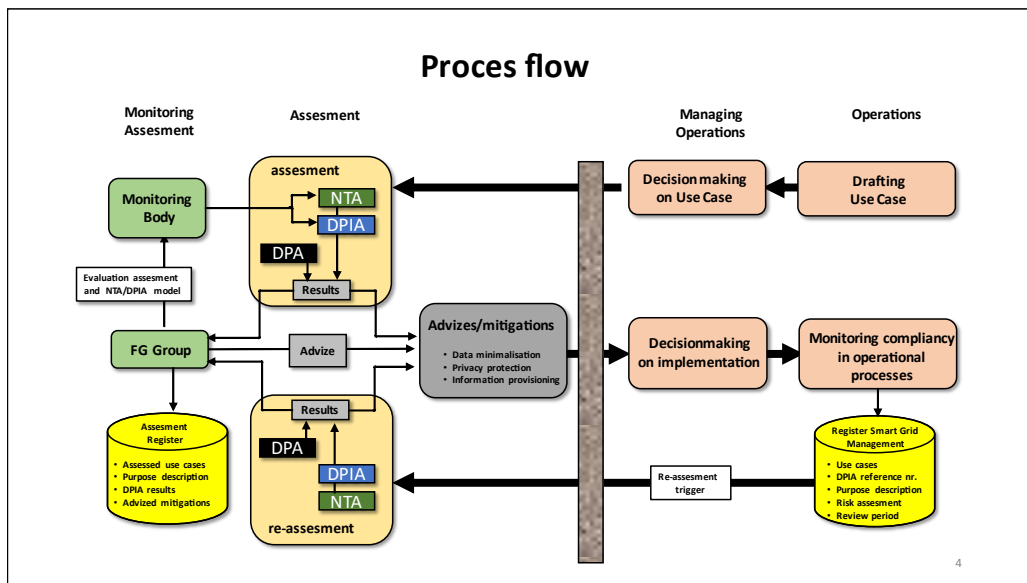 Proces flow
Monitoring
Assesment
Assesment
Managing
Operations
Operations
assesment
NTA
DPIA
DPA
Results
Monitoring
Body
Decision making
on Use Case
Drafting
Use Case
Evaluation assesment
and NTA/DPIA model
FG Group
Advize
Advizes/mitigations
• Data minimalisation
• Privacy protection
• Information provisioning
Decisionmaking
on implementation
Monitoring compliancy
in operational
processes
Results
DPA
DPIA
NTA
re-assesment
Assesment
Register
• Assessed use cases
• Purpose description
• DPIA results
• Advized mitigations
Re-assesment
trigger
Register Smart Grid
Management
• Use cases
• DPIA reference nr.
• Purpose description
• Risk assesment
• Review period
4